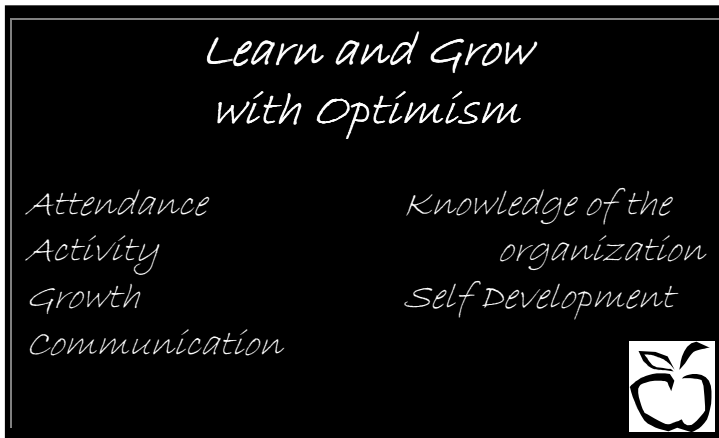 Learn and Grow
with Optimism
Attendance
Activity
Growth
Communication
Knowledge of the
organization
Self Development